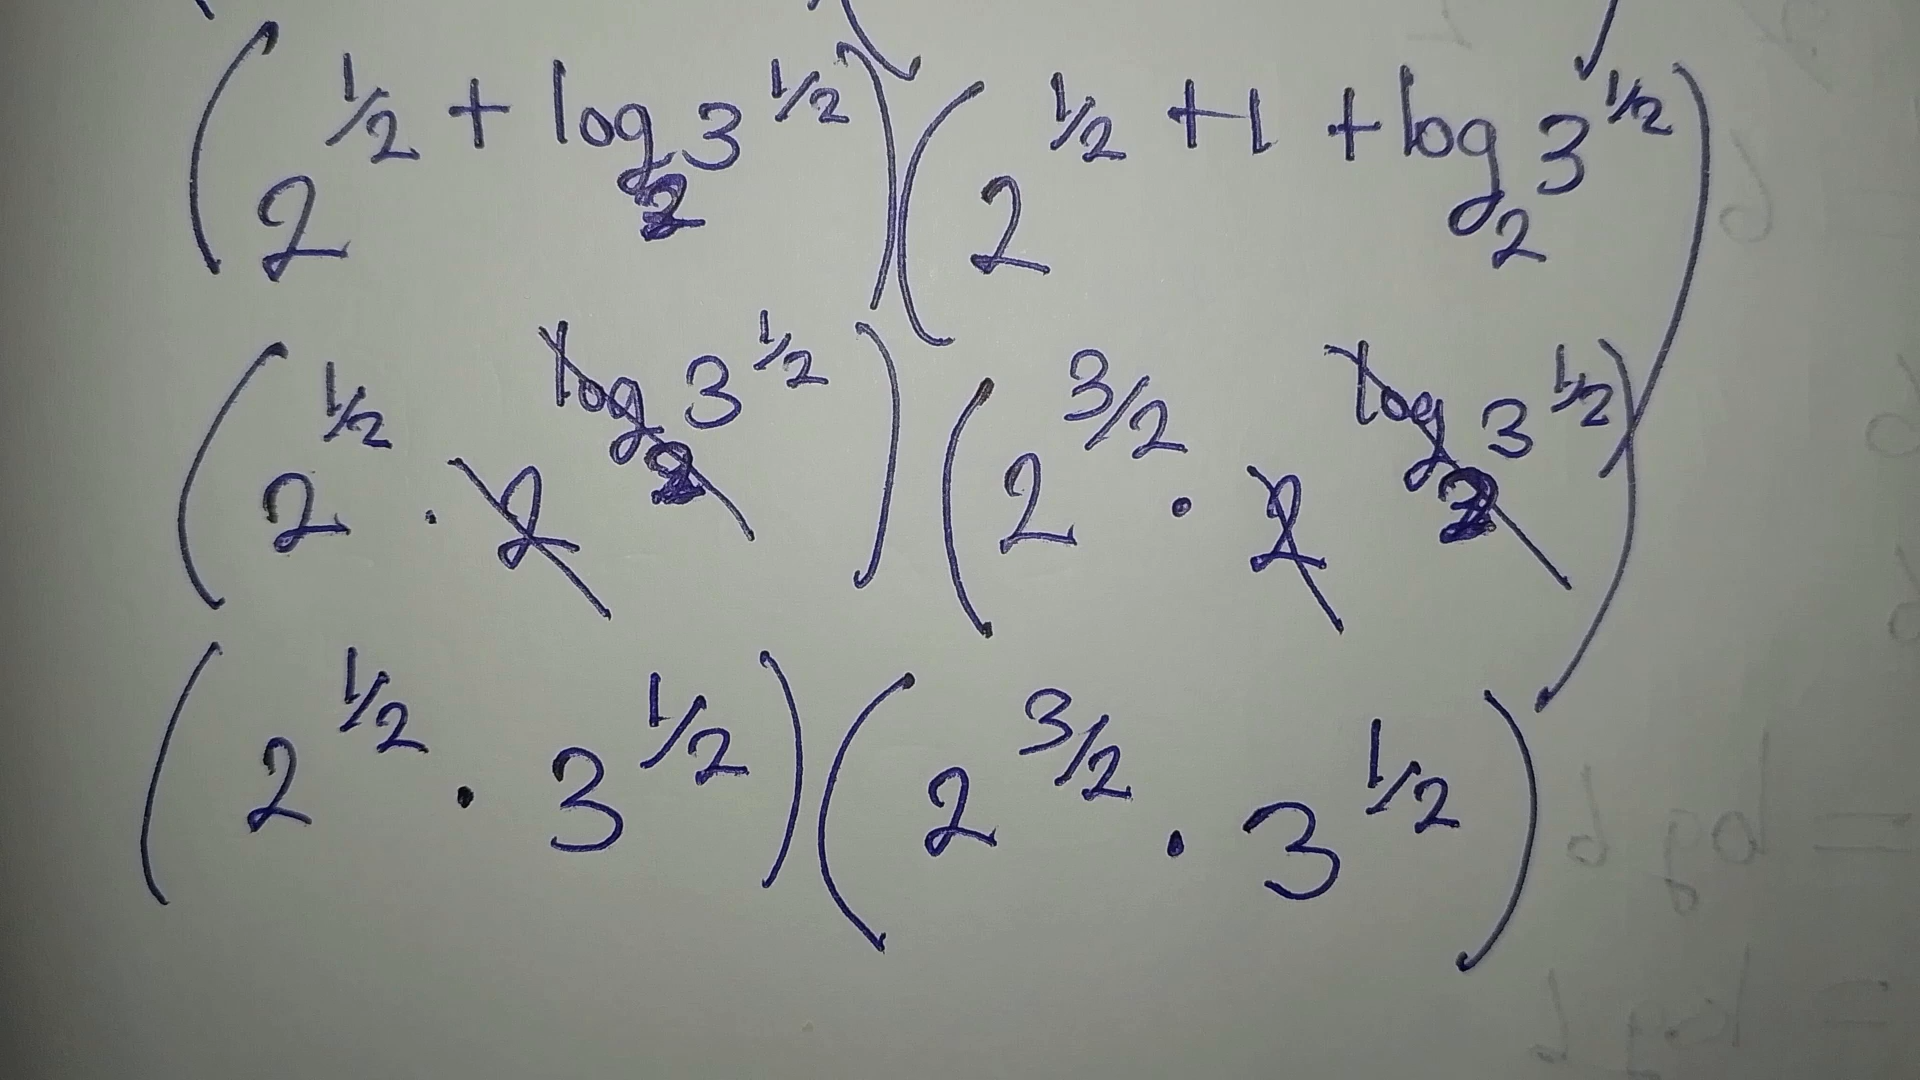 (2^{1/2 + log_2 3^{1/2}})(2^{1/2 + 1 + log_2 3^{1/2}})
(2^{1/2} · 2^{log_2 3^{1/2}})(2^{3/2} · 2^{log_2 3^{1/2}})
(2^{1/2} · 3^{1/2})(2^{3/2} · 3^{1/2})